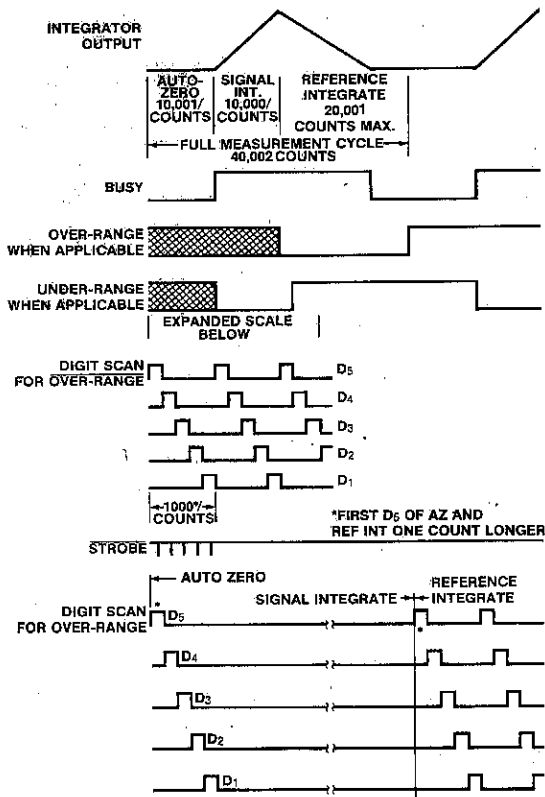 INTEGRATOR
OUTPUT
AUTO-
ZERO
10,001/
COUNTS
SIGNAL
INT.
10,000/
COUNTS
REFERENCE
INTEGRATE
20,001
COUNTS MAX.
FULL MEASUREMENT CYCLE
40,002 COUNTS
BUSY
OVER-RANGE
WHEN APPLICABLE
UNDER-RANGE
WHEN APPLICABLE
EXPANDED SCALE
BELOW
DIGIT SCAN
FOR OVER-RANGE
D5
D4
D3
D2
D1
1000*/
COUNTS
*FIRST D5 OF AZ AND
REF INT ONE COUNT LONGER
STROBE
AUTO ZERO
SIGNAL INTEGRATE
REFERENCE
INTEGRATE
DIGIT SCAN
FOR OVER-RANGE
* D5
*
D4
D3
D2
D1